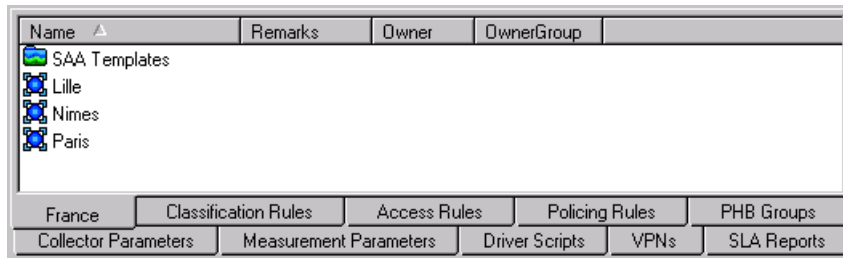 Name Remarks Owner OwnerGroup
SAA Templates
Lille
Nimes
Paris
France Classification Rules Access Rules Policing Rules PHB Groups
Collector Parameters Measurement Parameters Driver Scripts VPNs SLA Reports